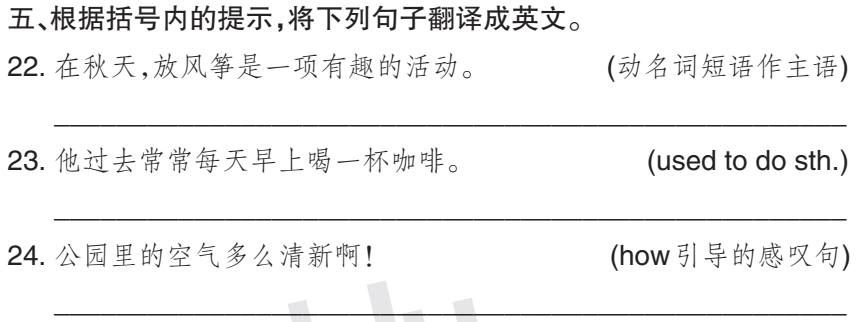 五、根据括号内的提示,将下列句子翻译成英文。
22. 在秋天,放风筝是一项有趣的活动。 (动名词短语作主语)
23. 他过去常常每天早上喝一杯咖啡。 (used to do sth.)
24. 公园里的空气多么清新啊! (how引导的感叹句)